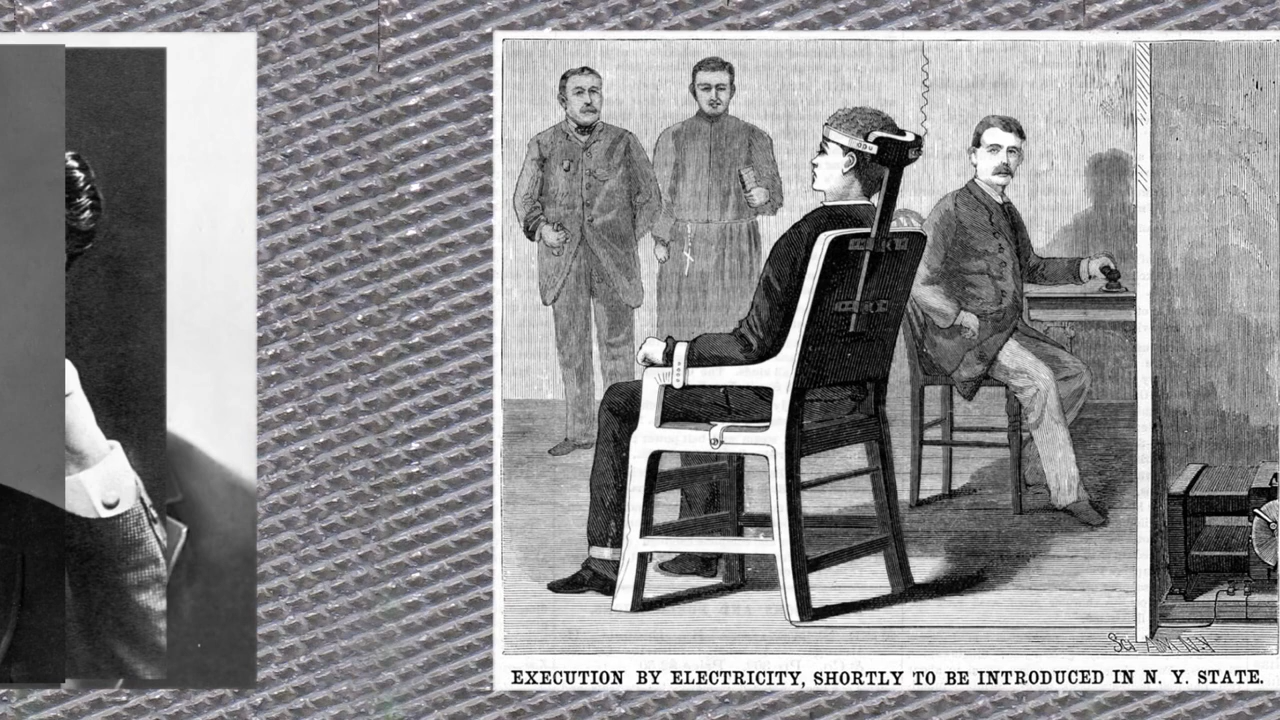 EXECUTION BY ELECTRICITY, SHORTLY TO BE INTRODUCED IN N. Y. STATE.